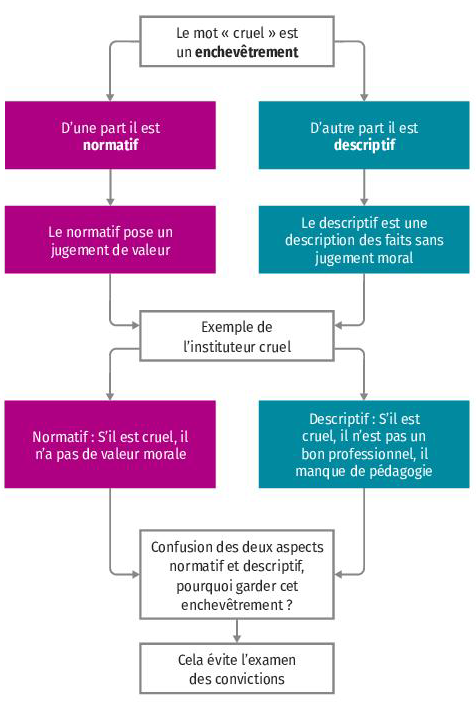 Le mot « cruel » est
un enchevêtrement
D'une part il est
normatif
D'autre part il est
descriptif
Le normatif pose un
jugement de valeur
Le descriptif est une
description des faits sans
jugement moral
Exemple de
l'instituteur cruel
Normatif : S'il est cruel, il
n'a pas de valeur morale
Descriptif : S'il est
cruel, il n'est pas un
bon professionnel, il
manque de pédagogie
Confusion des deux aspects
normatif et descriptif,
pourquoi garder cet
enchevêtrement ?
Cela évite l'examen
des convictions